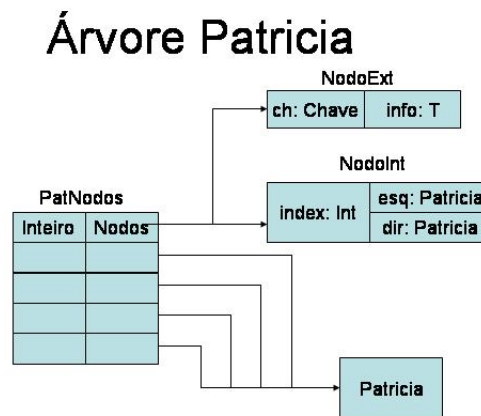 Árvore Patricia
NodoExt
ch: Chave info: T
NodoInt
index: Int
esq: Patricia
dir: Patricia
PatNodos
Inteiro Nodos
Patricia